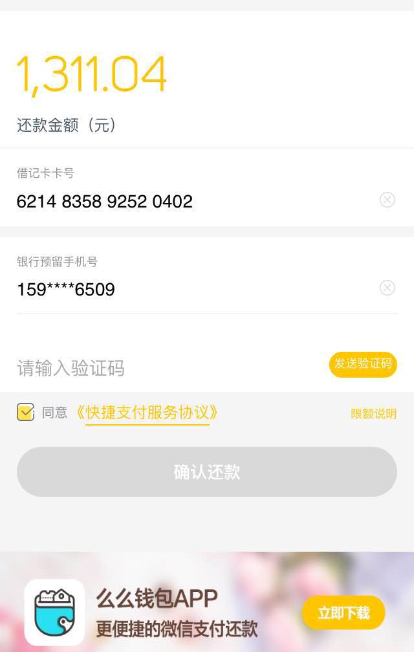 1,311.04
还款金额（元）
借记卡卡号
6214 8358 9252 0402
银行预留手机号
159****6509
请输入验证码
发送验证码
同意《快捷支付服务协议》
限额说明
确认还款
么么钱包APP
更便捷的微信支付还款
立即下载